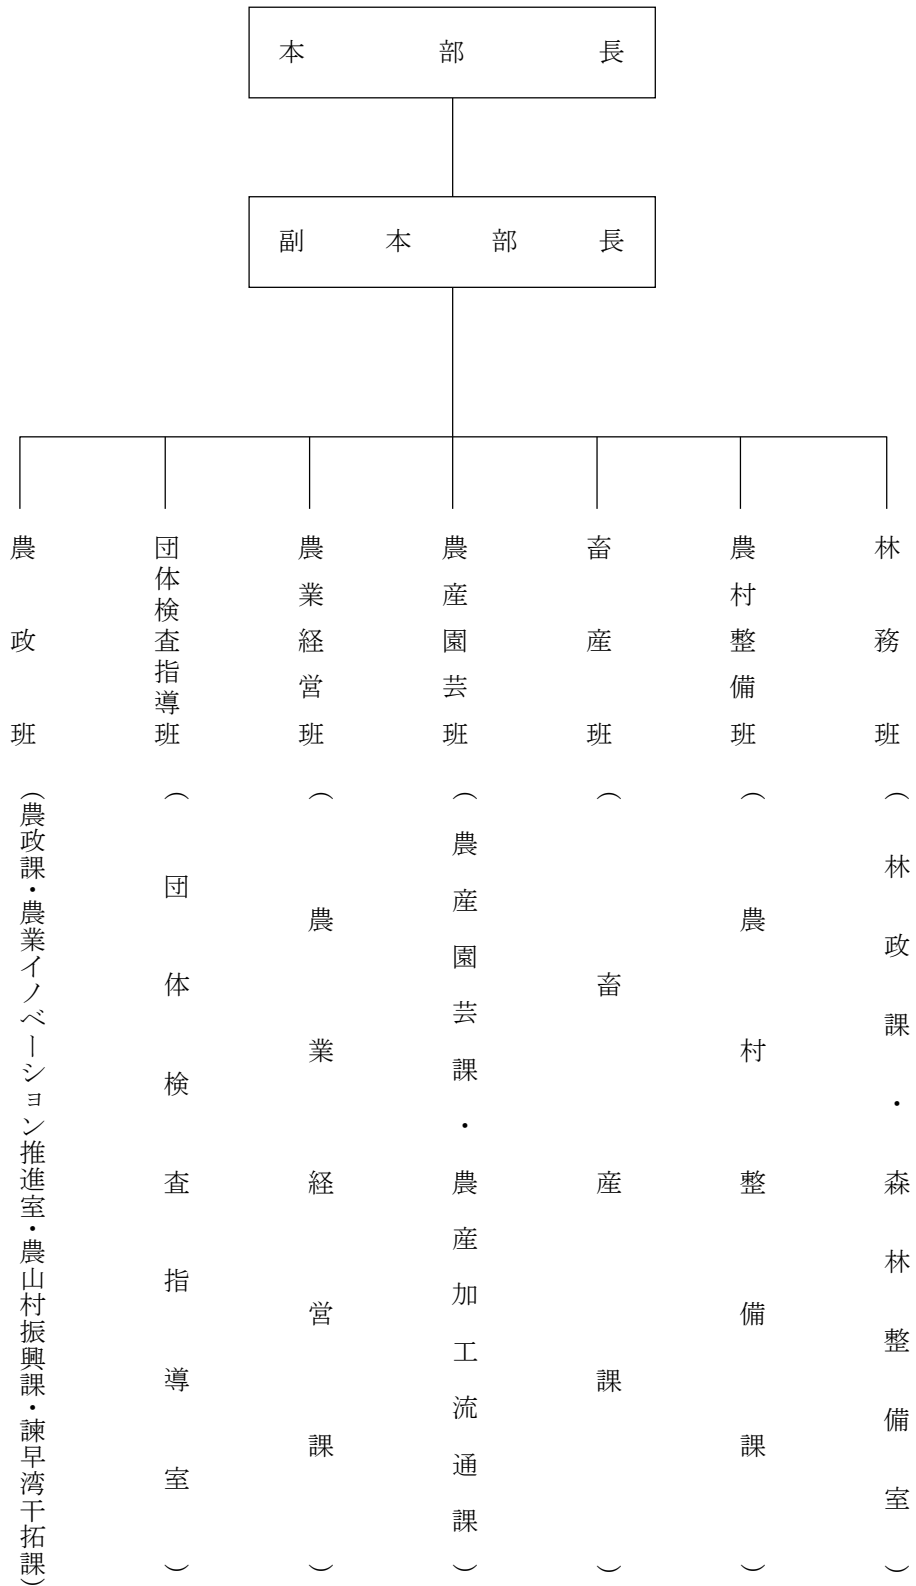 本部長
副本部長
農政班（農政課・農業イノベーション推進室・農山村振興課・諫早湾干拓課）
団体検査指導班（団体検査指導室）
農業経営班（農業経営課）
農産園芸班（農産園芸課・農産加工流通課）
畜産班（畜産課）
農村整備班（農村整備課）
林務班（林政課・森林整備室）